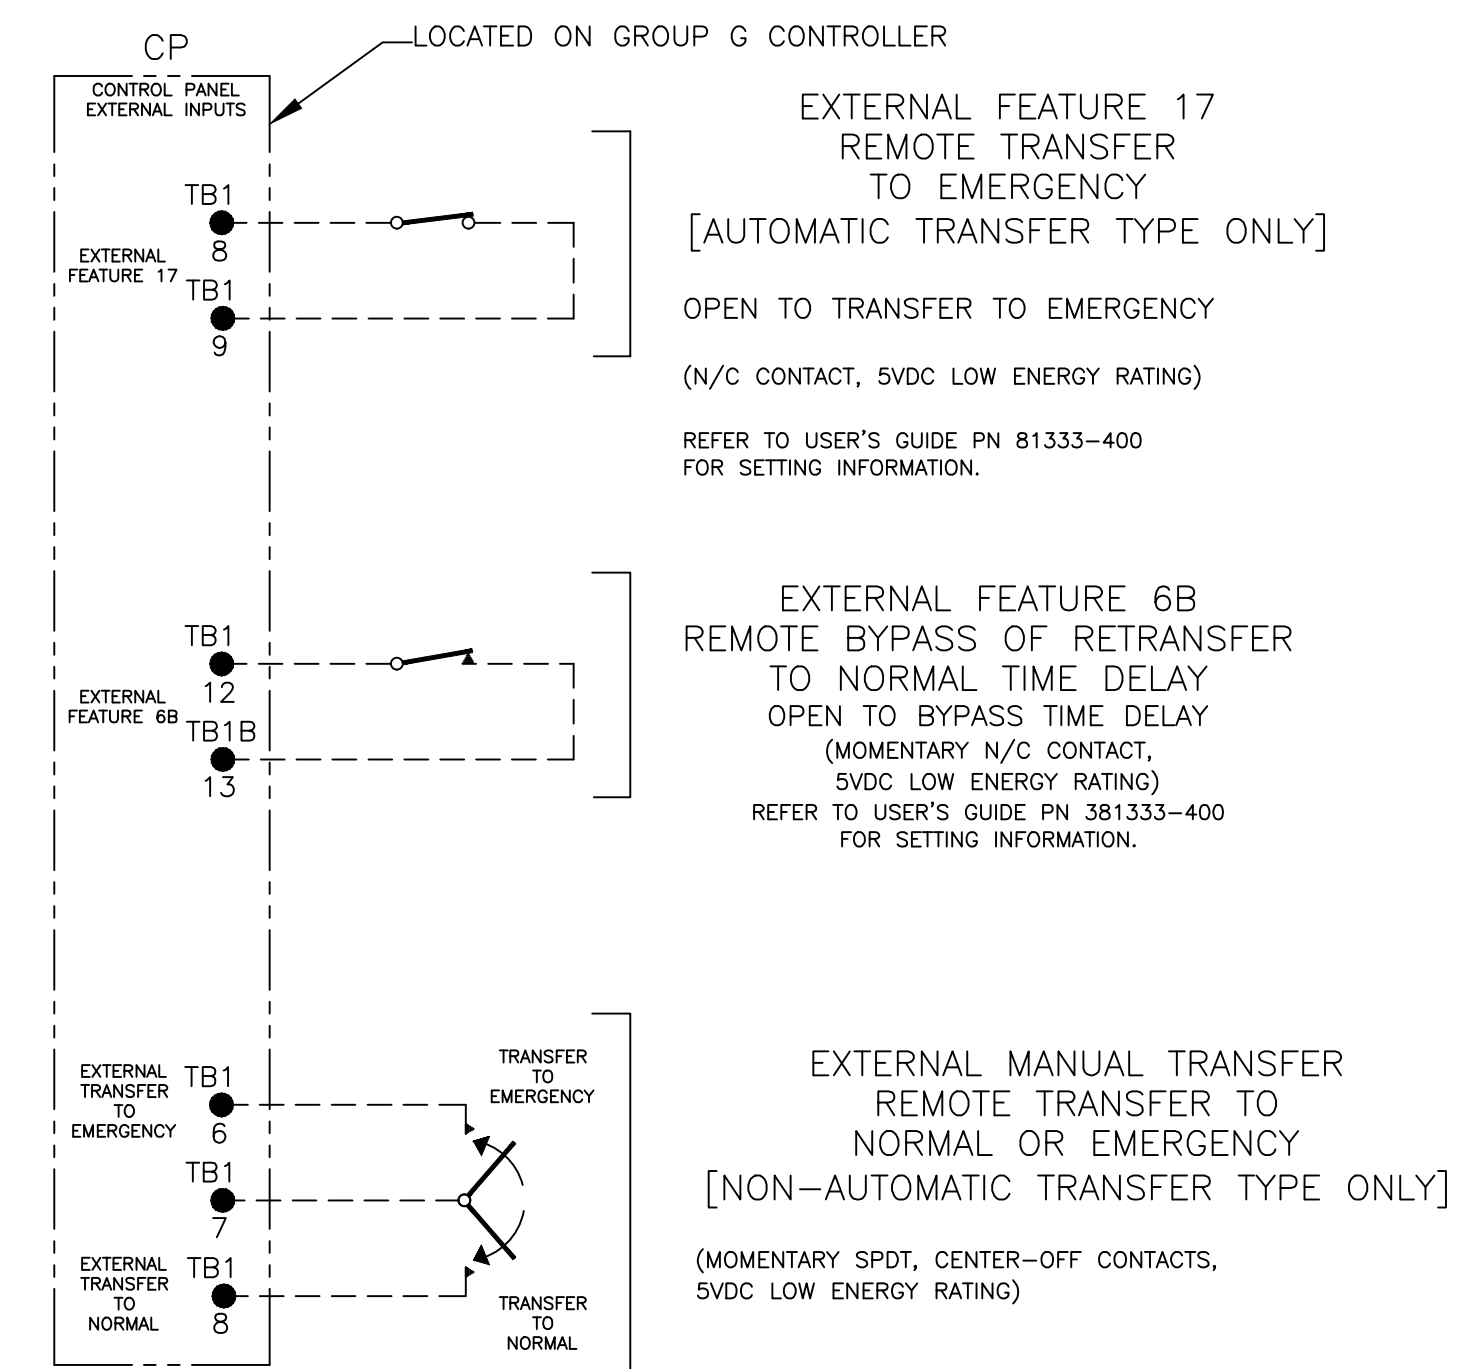 CP
LOCATED ON GROUP G CONTROLLER
CONTROL PANEL
EXTERNAL INPUTS
TB1
8
EXTERNAL
FEATURE 17
TB1
9
EXTERNAL FEATURE 17
REMOTE TRANSFER
TO EMERGENCY
[AUTOMATIC TRANSFER TYPE ONLY]
OPEN TO TRANSFER TO EMERGENCY
(N/C CONTACT, 5VDC LOW ENERGY RATING)
REFER TO USER'S GUIDE PN 81333-400
FOR SETTING INFORMATION.
TB1
12
EXTERNAL
FEATURE 6B
TB1B
13
EXTERNAL FEATURE 6B
REMOTE BYPASS OF RETRANSFER
TO NORMAL TIME DELAY
OPEN TO BYPASS TIME DELAY
(MOMENTARY N/C CONTACT,
5VDC LOW ENERGY RATING)
REFER TO USER'S GUIDE PN 381333-400
FOR SETTING INFORMATION.
EXTERNAL
TRANSFER
TO
EMERGENCY
TB1
6
TB1
7
EXTERNAL
TRANSFER
TO
NORMAL
TB1
8
TRANSFER
TO
EMERGENCY
TRANSFER
TO
NORMAL
EXTERNAL MANUAL TRANSFER
REMOTE TRANSFER TO
NORMAL OR EMERGENCY
[NON-AUTOMATIC TRANSFER TYPE ONLY]
(MOMENTARY SPDT, CENTER-OFF CONTACTS,
5VDC LOW ENERGY RATING)